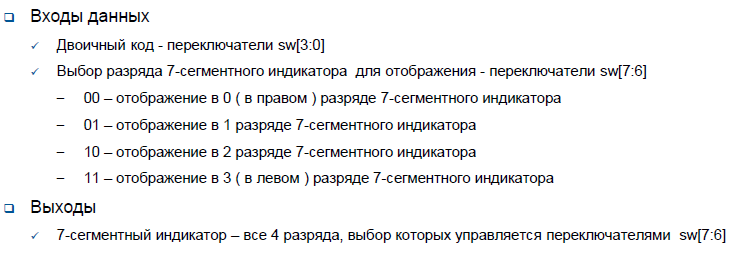 Входы данных
Двоичный код - переключатели sw[3:0]
Выбор разряда 7-сегментного индикатора для отображения - переключатели sw[7:6]
– 00 – отображение в 0 ( в правом ) разряде 7-сегментного индикатора
– 01 – отображение в 1 разряде 7-сегментного индикатора
– 10 – отображение в 2 разряде 7-сегментного индикатора
– 11 – отображение в 3 ( в левом ) разряде 7-сегментного индикатора
Выходы
7-сегментный индикатор – все 4 разряда, выбор которых управляется переключателями sw[7:6]